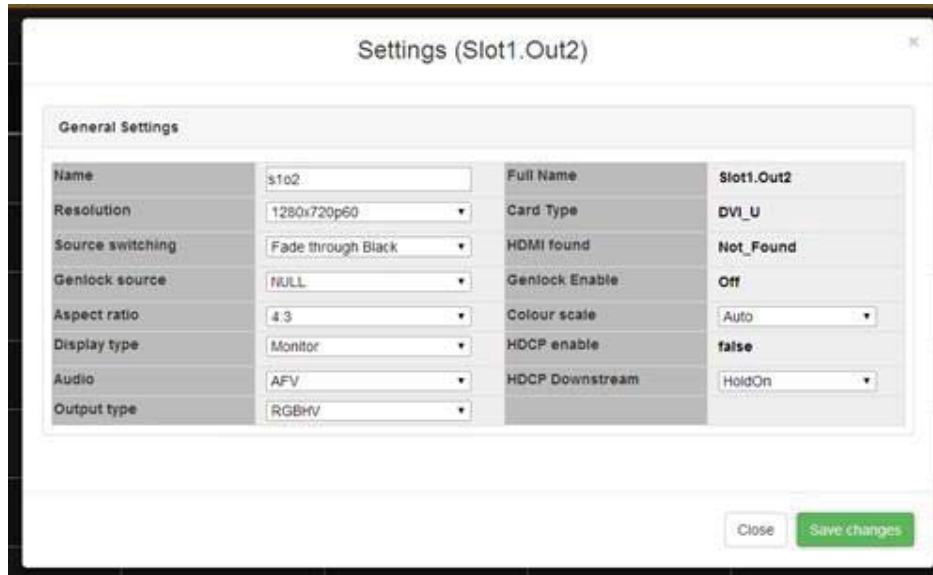 Settings (Slot1.Out2)
×
General Settings
Name s1o2 Full Name Slot1.Out2
Resolution 1280x720p60 Card Type DVI_U
Source switching Fade through Black HDMI found Not_Found
Genlock source NULL Genlock Enable Off
Aspect ratio 4:3 Colour scale Auto
Display type Monitor HDCP enable false
Audio AFV HDCP Downstream HoldOn
Output type RGBHV
Close Save changes